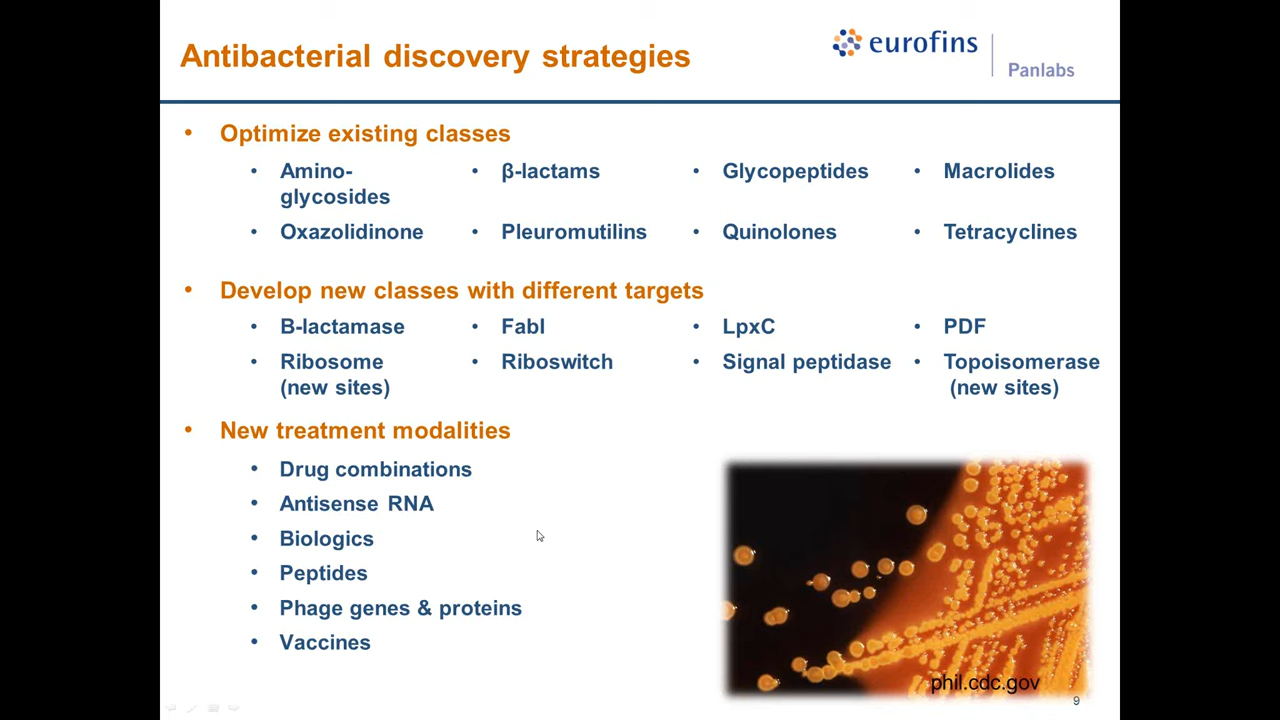 Antibacterial discovery strategies
eurofins
Panlabs
• Optimize existing classes
• Amino-
glycosides
• β-lactams
• Glycopeptides
• Macrolides
• Oxazolidinone
• Pleuromutilins
• Quinolones
• Tetracyclines
• Develop new classes with different targets
• B-lactamase
• FabI
• LpxC
• PDF
• Ribosome
(new sites)
• Riboswitch
• Signal peptidase
• Topoisomerase
(new sites)
• New treatment modalities
• Drug combinations
• Antisense RNA
• Biologics
• Peptides
• Phage genes & proteins
• Vaccines
phil.cdc.gov
9